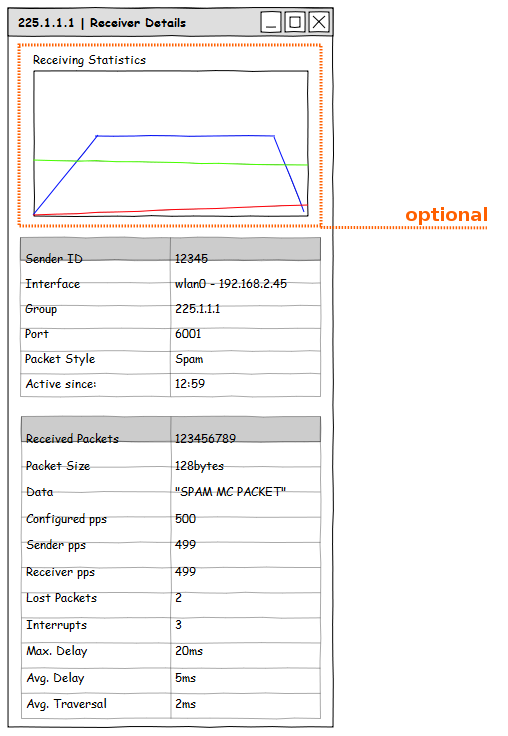 225.1.1.1 | Receiver Details
Receiving Statistics
optional
Sender ID 12345
Interface wlan0 - 192.168.2.45
Group 225.1.1.1
Port 6001
Packet Style Spam
Active since: 12:59
Received Packets 123456789
Packet Size 128bytes
Data "SPAM MC PACKET"
Configured pps 500
Sender pps 499
Receiver pps 499
Lost Packets 2
Interrupts 3
Max. Delay 20ms
Avg. Delay 5ms
Avg. Traversal 2ms